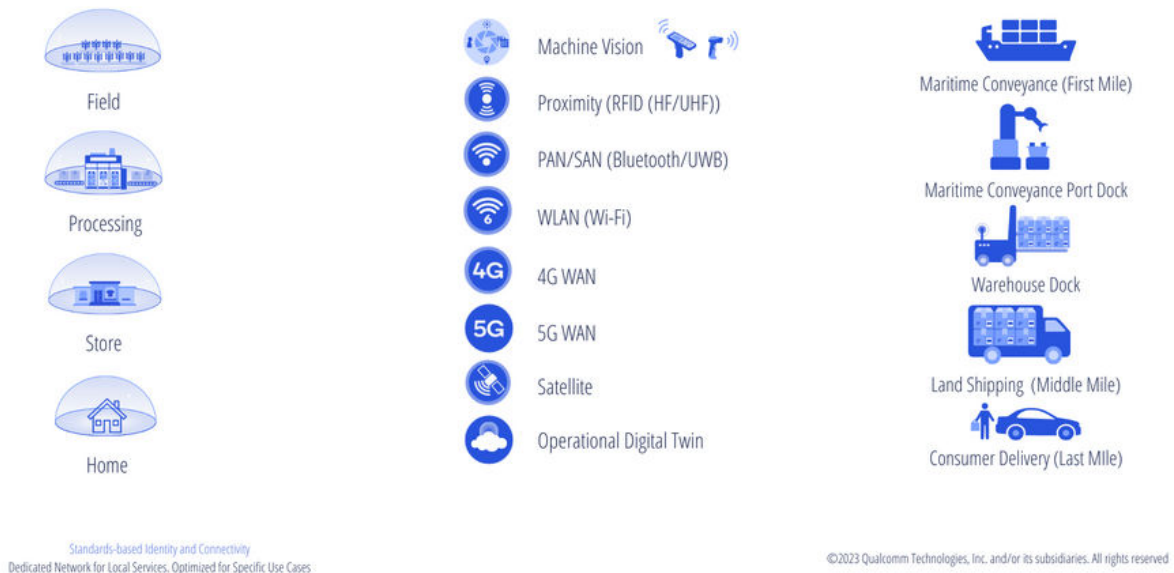 Field
Processing
Store
Home
Machine Vision
Proximity (RFID (HF/UHF))
PAN/SAN (Bluetooth/UWB)
6
WLAN (Wi-Fi)
4G
4G WAN
5G
5G WAN
Satellite
Operational Digital Twin
Maritime Conveyance (First Mile)
Maritime Conveyance Port Dock
Warehouse Dock
Land Shipping (Middle Mile)
Consumer Delivery (Last MIle)
Standards-based Identity and Connectivity
Dedicated Network for Local Services, Optimized for Specific Use Cases
©2023 Qualcomm Technologies, Inc. and/or its subsidiaries. All rights reserved